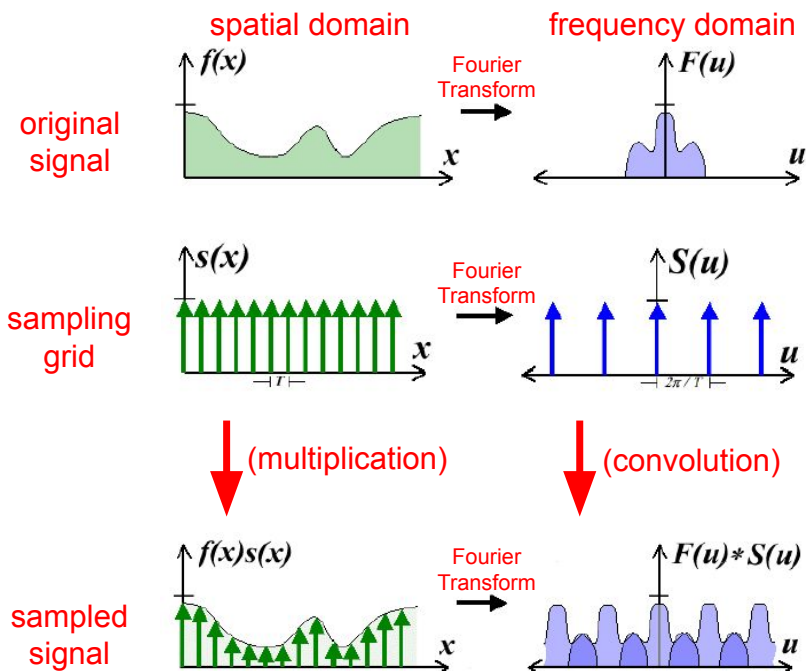 spatial domain
frequency domain
original
signal
f(x)
x
Fourier
Transform
F(u)
u
sampling
grid
s(x)
x
T
Fourier
Transform
S(u)
u
2π / T
(multiplication)
(convolution)
sampled
signal
f(x)s(x)
x
Fourier
Transform
F(u)*S(u)
u